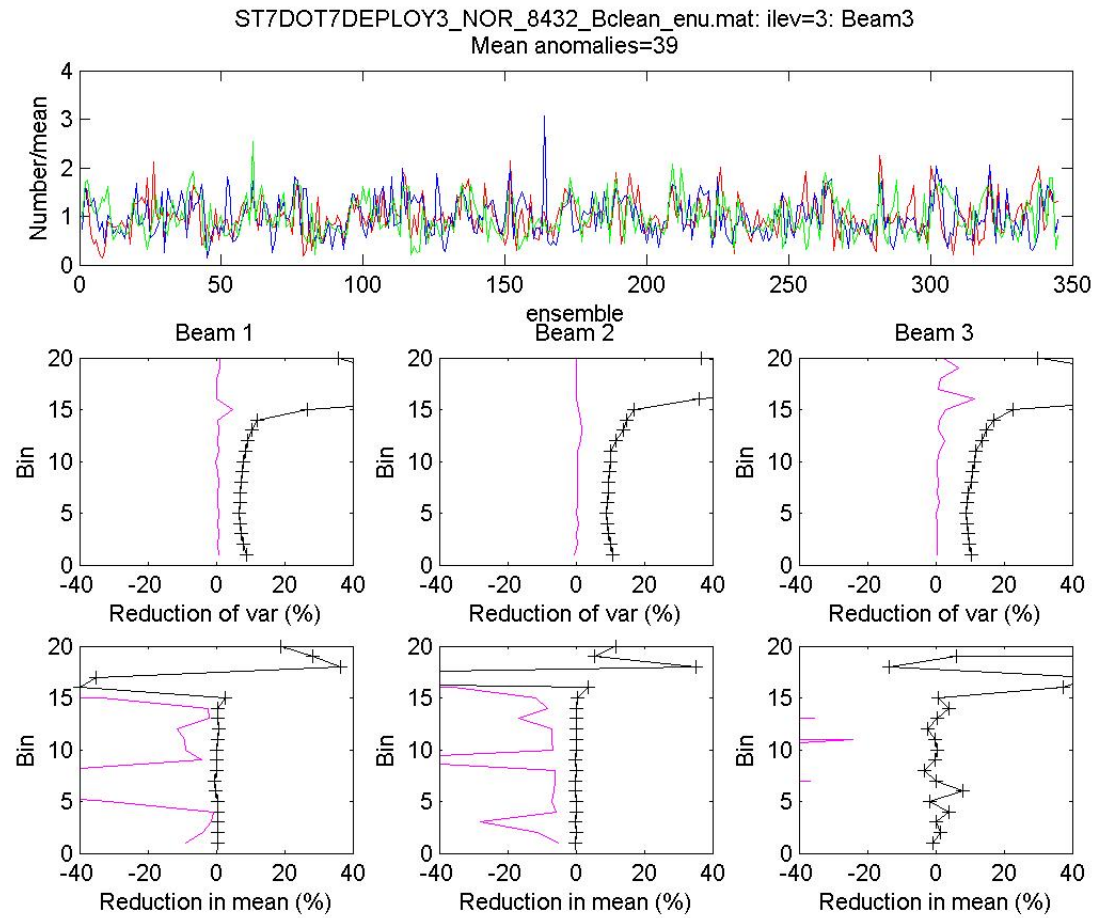 ST7DOT7DEPLOY3_NOR_8432_Bclean_enu.mat: ilev=3: Beam3
Mean anomalies=39
4
3
2
1
0
Number/mean
0 50 100 150 200 250 300 350
ensemble
Beam 1 Beam 2 Beam 3
20 20 20
15 15 15
10 10 10
5 5 5
0 0 0
Bin Bin Bin
-40 -20 0 20 40 -40 -20 0 20 40 -40 -20 0 20 40
Reduction of var (%) Reduction of var (%) Reduction of var (%)
20 20 20
15 15 15
10 10 10
5 5 5
0 0 0
Bin Bin Bin
-40 -20 0 20 40 -40 -20 0 20 40 -40 -20 0 20 40
Reduction in mean (%) Reduction in mean (%) Reduction in mean (%)